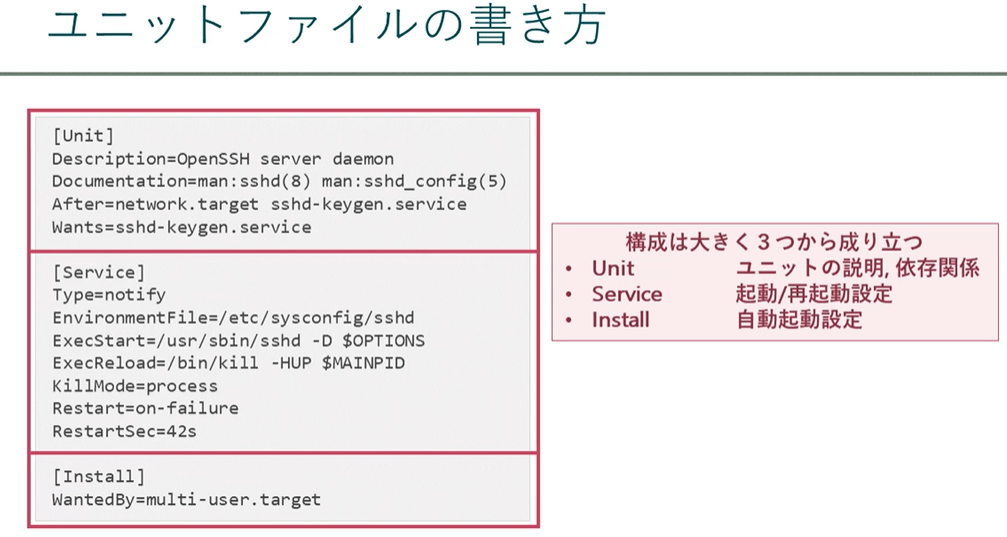 ユニットファイルの書き方
[Unit]
Description=OpenSSH server daemon
Documentation=man:sshd(8) man:sshd_config(5)
After=network.target sshd-keygen.service
Wants=sshd-keygen.service
[Service]
Type=notify
EnvironmentFile=/etc/sysconfig/sshd
ExecStart=/usr/sbin/sshd -D $OPTIONS
ExecReload=/bin/kill -HUP $MAINPID
KillMode=process
Restart=on-failure
RestartSec=42s
[Install]
WantedBy=multi-user.target
構成は大きく３つから成り立つ
• Unit ユニットの説明, 依存関係
• Service 起動/再起動設定
• Install 自動起動設定